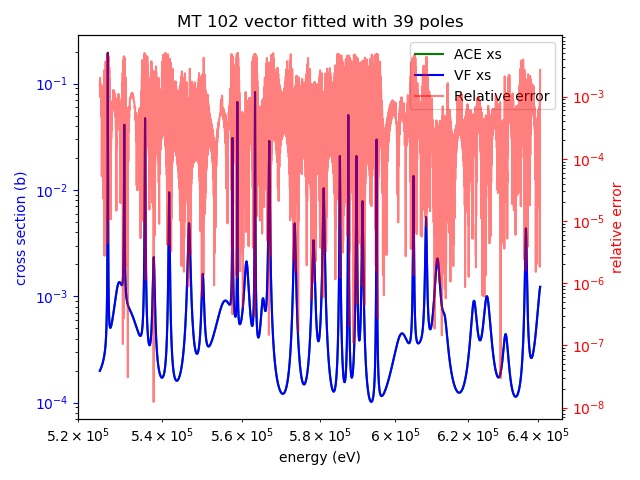 MT 102 vector fitted with 39 poles
ACE xs
VF xs
Relative error
cross section (b)
10⁻¹
10⁻²
10⁻³
10⁻⁴
10⁻³
10⁻⁴
10⁻⁵
10⁻⁶
10⁻⁷
10⁻⁸
relative error
5.2 × 10⁵ 5.4 × 10⁵ 5.6 × 10⁵ 5.8 × 10⁵ 6 × 10⁵ 6.2 × 10⁵ 6.4 × 10⁵
energy (eV)